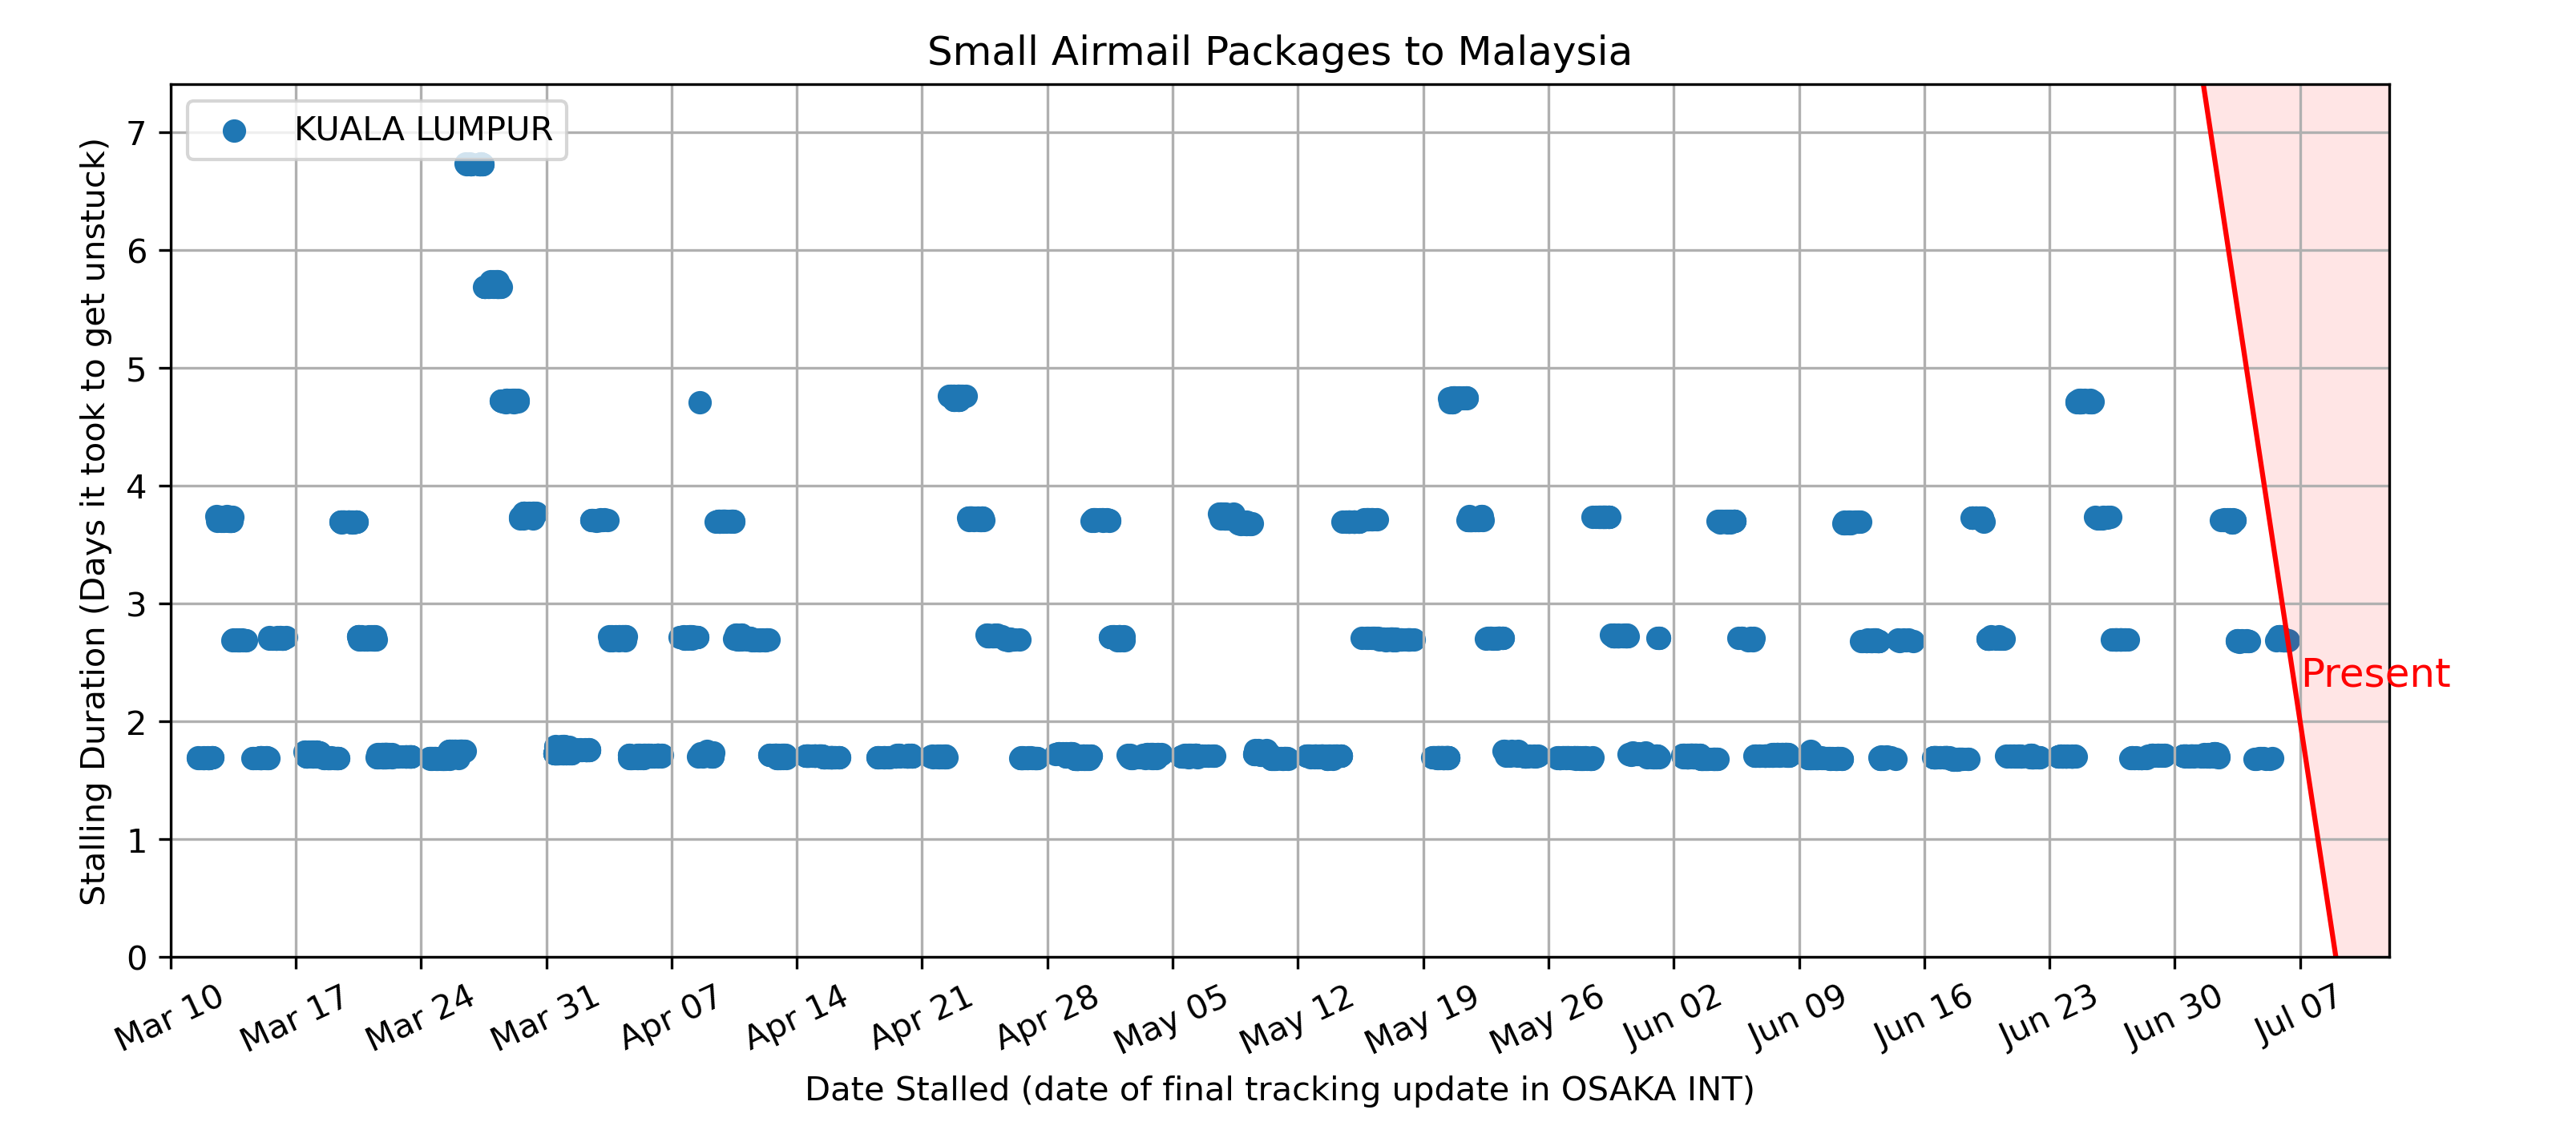 Small Airmail Packages to Malaysia
KUALA LUMPUR
Stalling Duration (Days it took to get unstuck)
7
6
5
4
3
2
1
0
Present
Mar 10
Mar 17
Mar 24
Mar 31
Apr 07
Apr 14
Apr 21
Apr 28
May 05
May 12
May 19
May 26
Jun 02
Jun 09
Jun 16
Jun 23
Jun 30
Jul 07
Date Stalled (date of final tracking update in OSAKA INT)